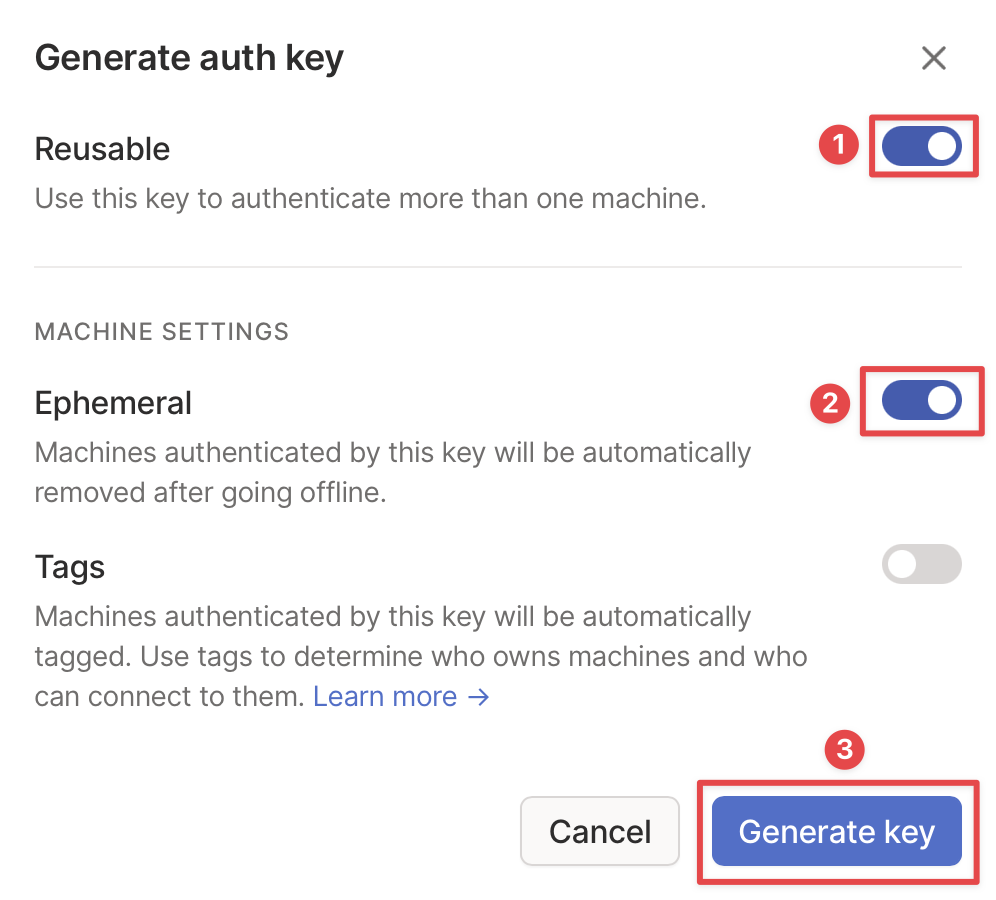 Generate auth key
Reusable
1
Use this key to authenticate more than one machine.
MACHINE SETTINGS
Ephemeral
2
Machines authenticated by this key will be automatically
removed after going offline.
Tags
Machines authenticated by this key will be automatically
tagged. Use tags to determine who owns machines and who
can connect to them. Learn more →
3
Cancel
Generate key